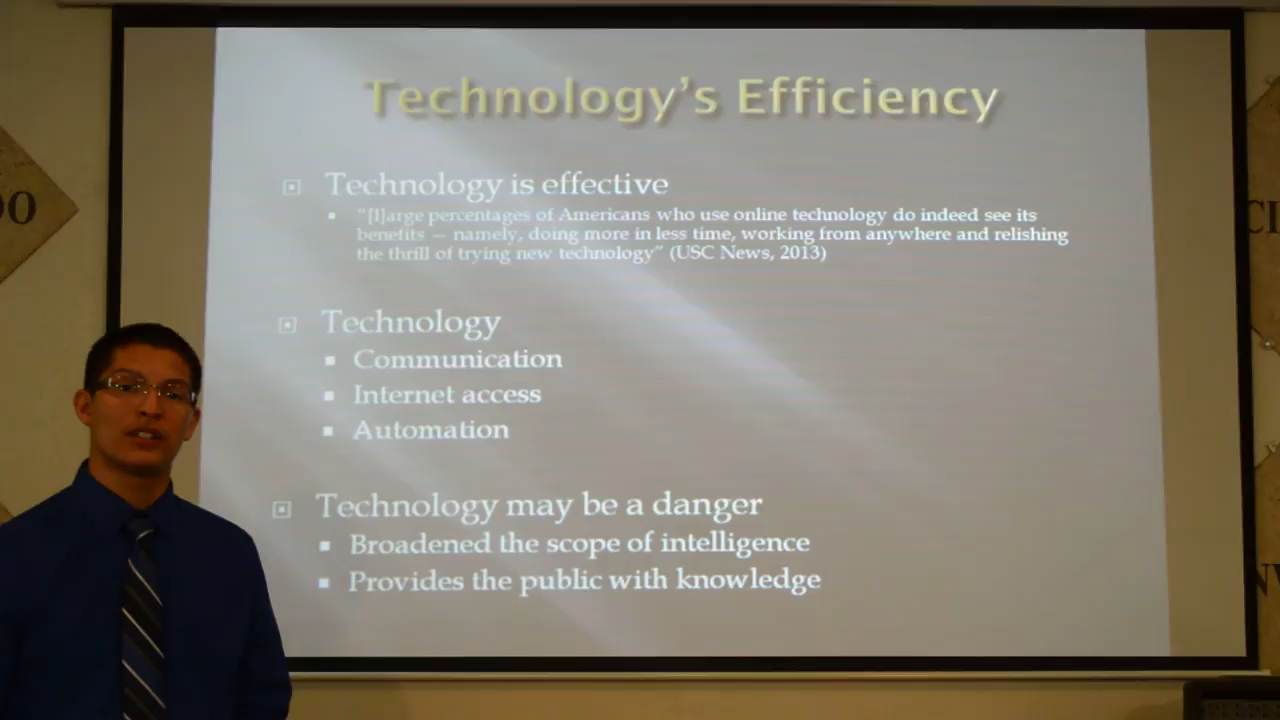 Technology's Efficiency
Technology is effective
"[l]arge percentages of Americans who use online technology do indeed see its
benefits — namely, doing more in less time, working from anywhere and relishing
the thrill of trying new technology" (USC News, 2013)
Technology
Communication
Internet access
Automation
Technology may be a danger
Broadened the scope of intelligence
Provides the public with knowledge